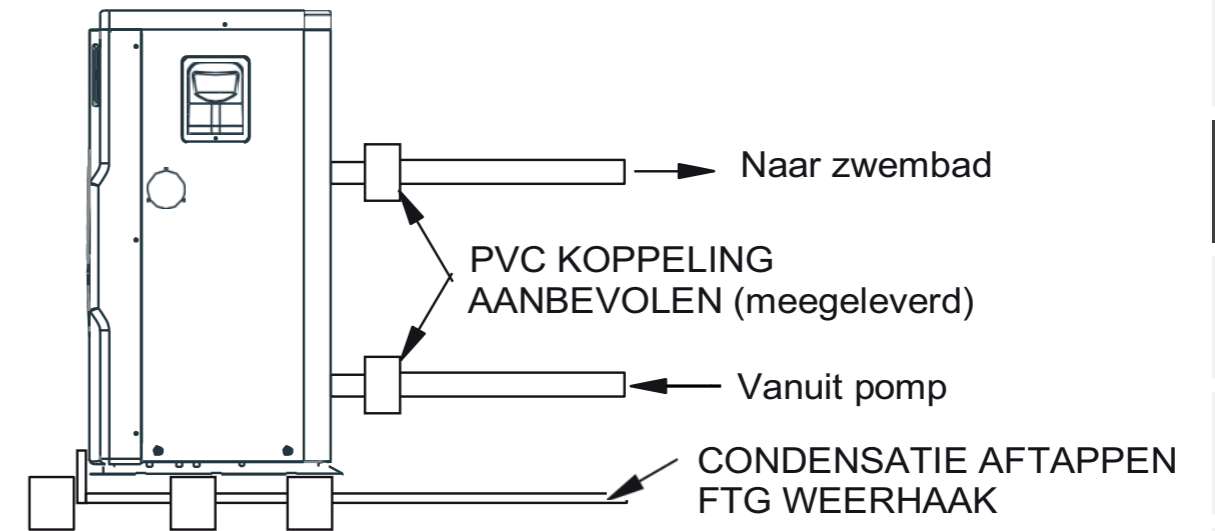 Naar zwembad
PVC KOPPELING
AANBEVOLEN (meegeleverd)
Vanuit pomp
CONDENSATIE AFTAPPEN
FTG WEERHAAK